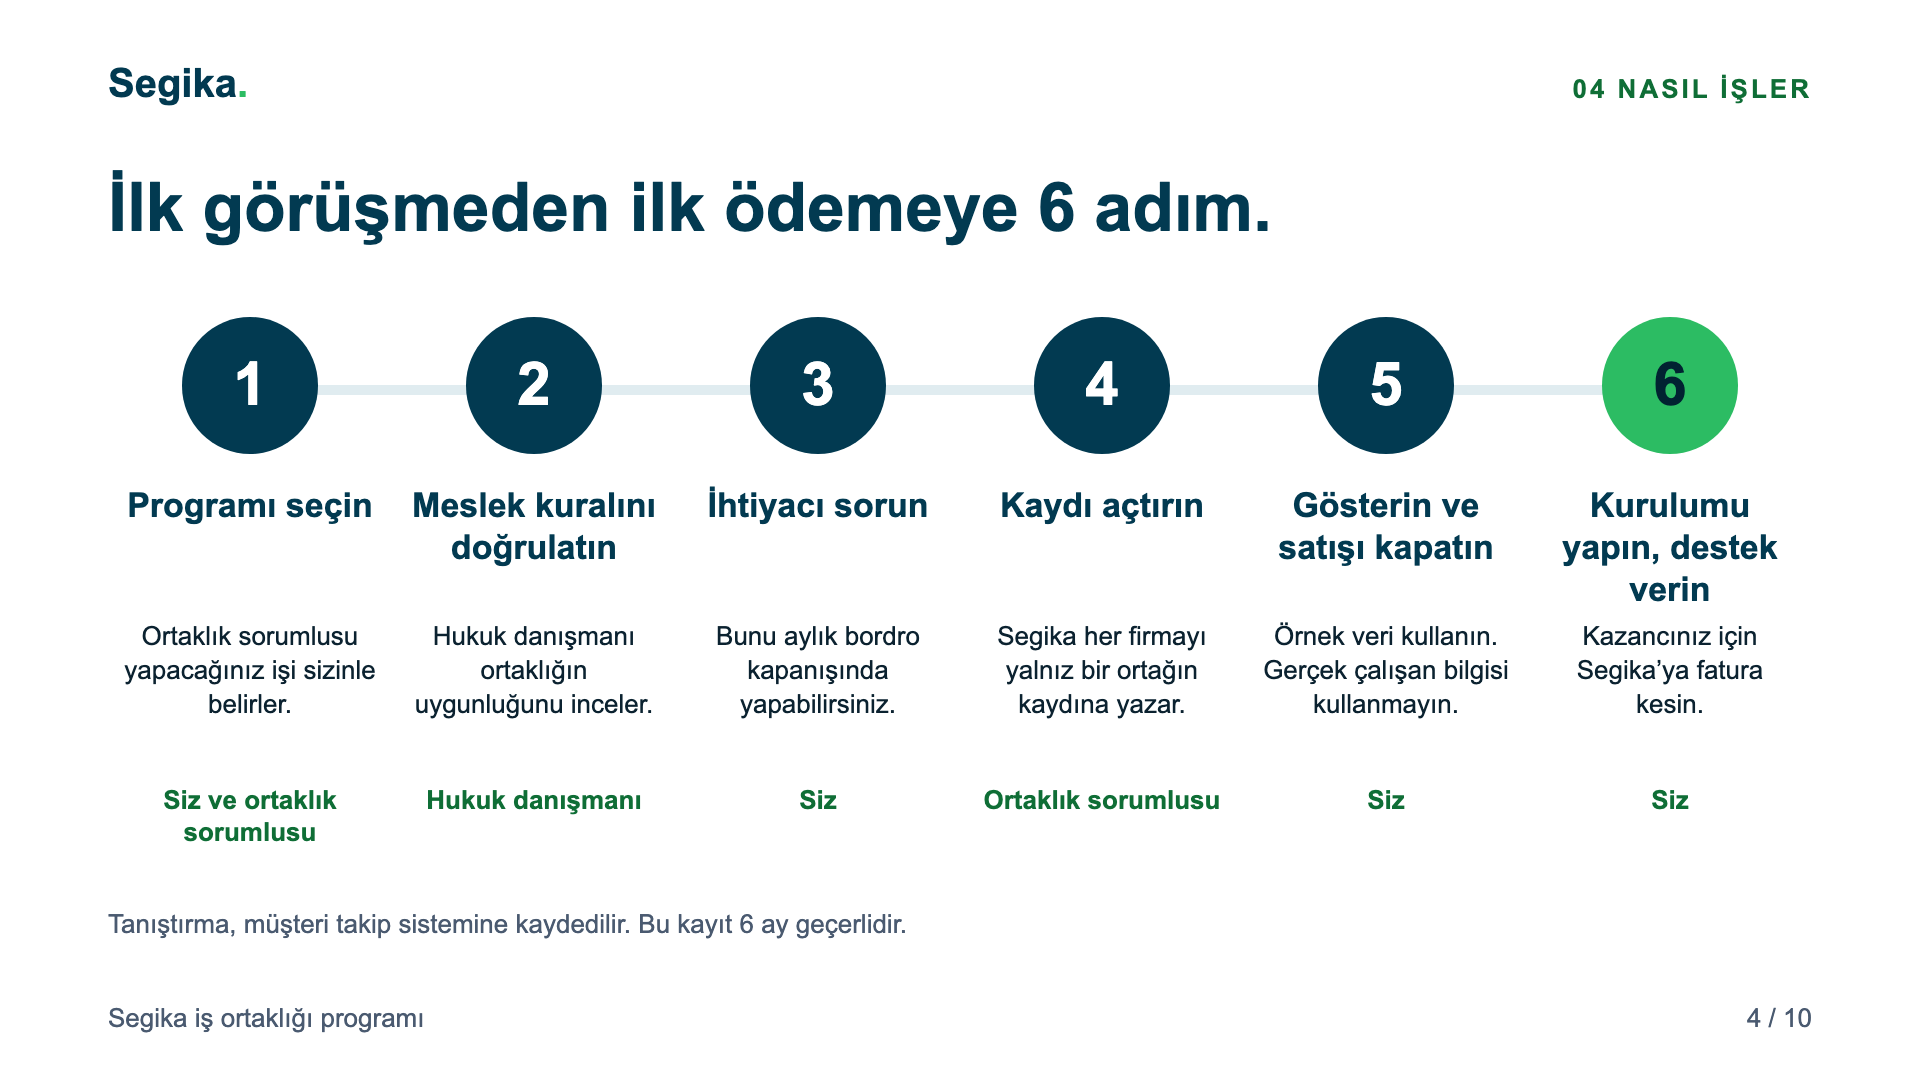 Segika.
04 NASIL İŞLER
İlk görüşmeden ilk ödemeye 6 adım.
1
Programı seçin
Ortaklık sorumlusu
yapacağınız işi sizinle
belirler.
Siz ve ortaklık
sorumlusu
2
Meslek kuralını
doğrulatın
Hukuk danışmanı
ortaklığın
uygunluğunu inceler.
Hukuk danışmanı
3
İhtiyacı sorun
Bunu aylık bordro
kapanışında
yapabilirsiniz.
Siz
4
Kaydı açtırın
Segika her firmayı
yalnız bir ortağın
kaydına yazar.
Ortaklık sorumlusu
5
Gösterin ve
satışı kapatın
Örnek veri kullanın.
Gerçek çalışan bilgisi
kullanmayın.
Siz
6
Kurulumu
yapın, destek
verin
Kazancınız için
Segika’ya fatura
kesin.
Siz
Tanıştırma, müşteri takip sistemine kaydedilir. Bu kayıt 6 ay geçerlidir.
Segika iş ortaklığı programı
4 / 10